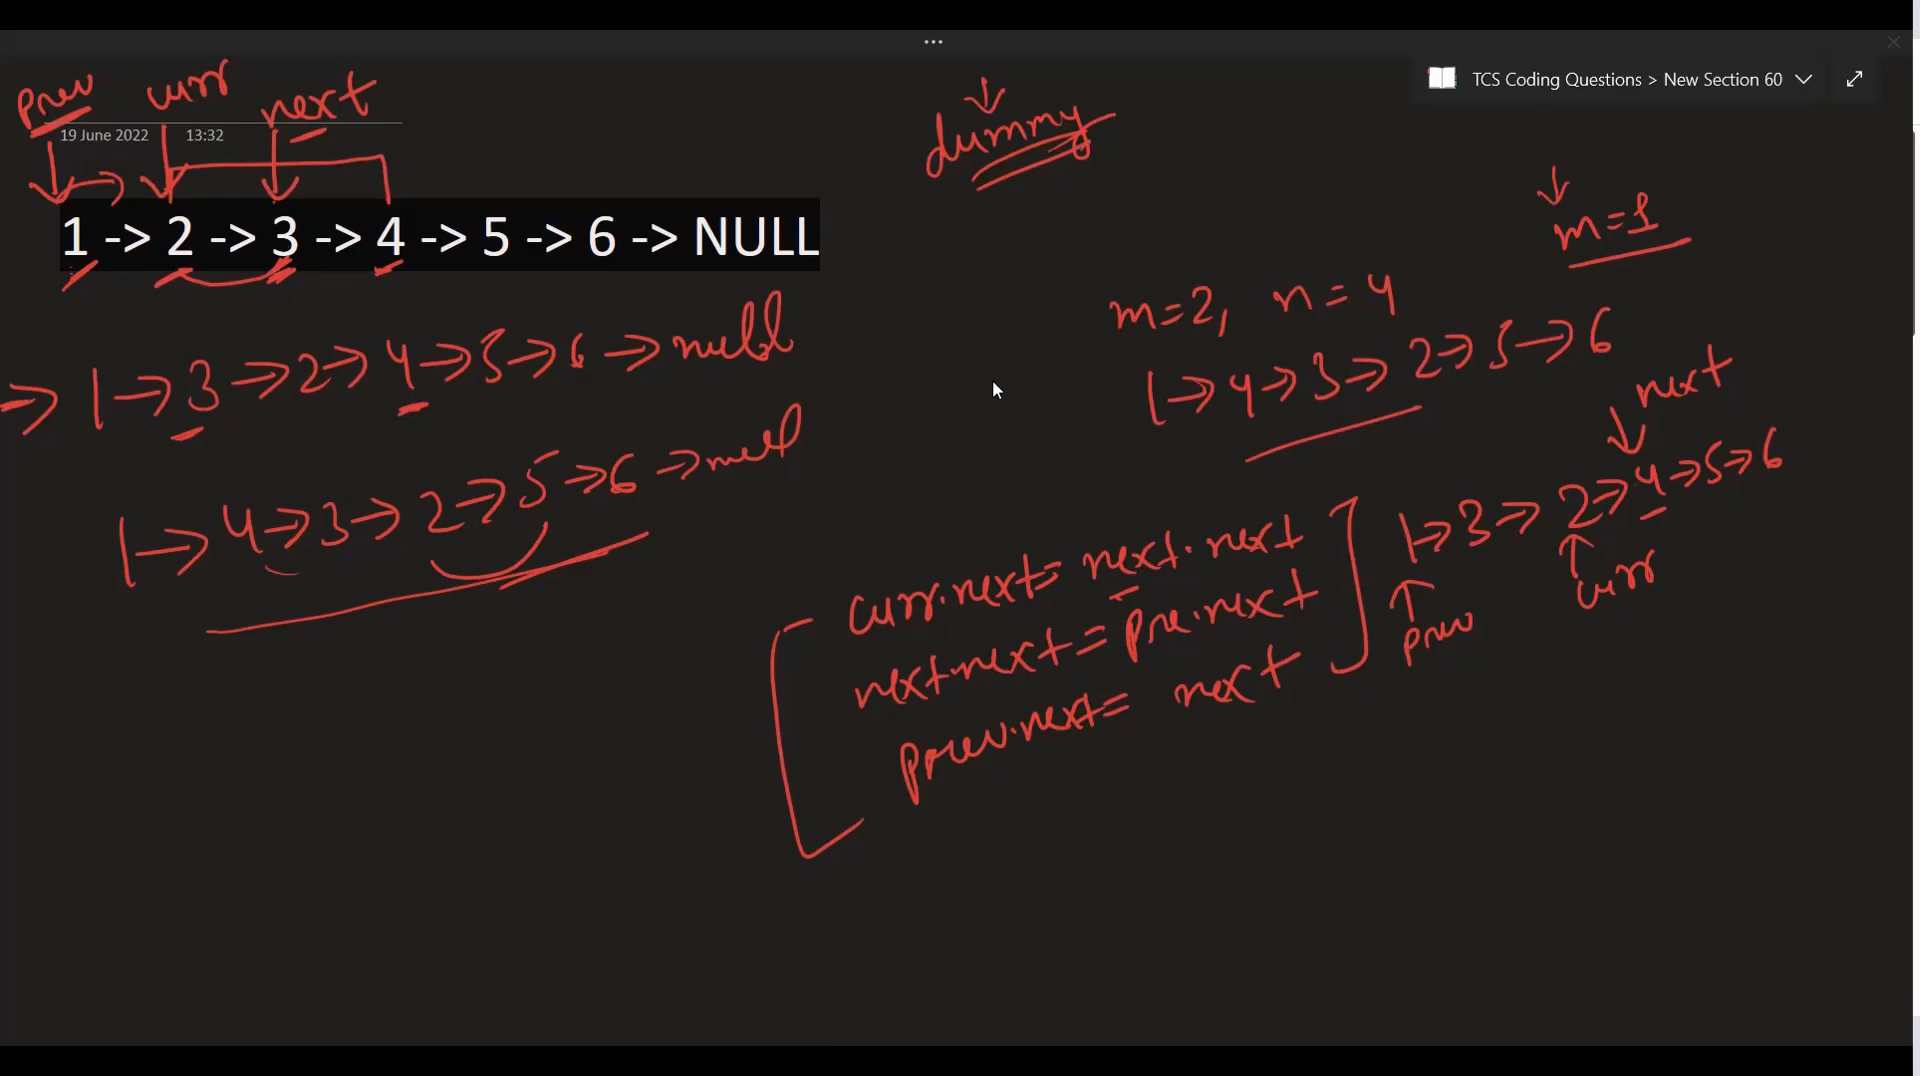 ...
TCS Coding Questions > New Section 60
prev curr next
19 June 2022 13:32
1 -> 2 -> 3 -> 4 -> 5 -> 6 -> NULL
dummy
m=1
m=2, n=4
1->4->3->2->5->6
1->3->2->4->5->6->null
1->4->3->2->5->6->null
next
1->3->2->4->5->6
prev
curr
curr.next= next.next
next.next=pre.next
prev.next= next